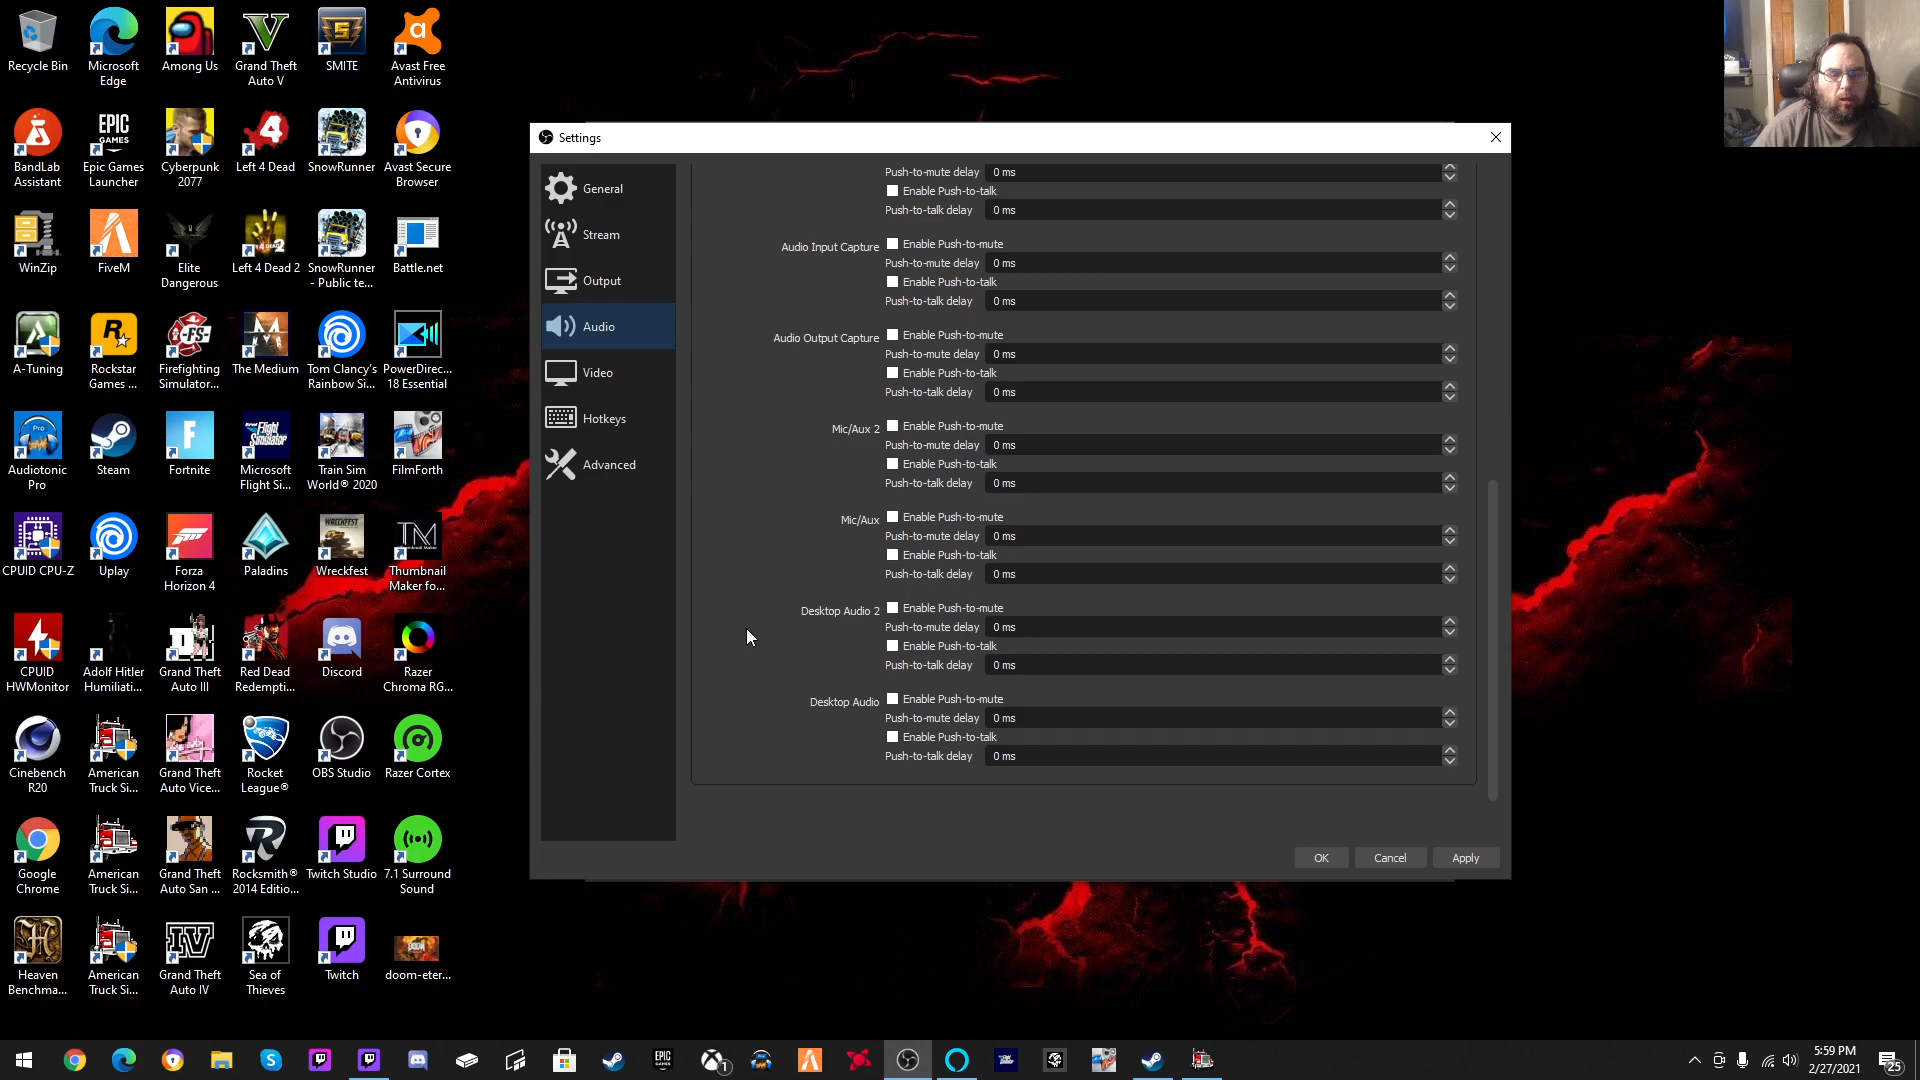 Recycle Bin
Microsoft
Edge
Among Us
Grand Theft
Auto V
SMITE
Avast Free
Antivirus
BandLab
Assistant
EPIC
GAMES
Epic Games
Launcher
Cyberpunk
2077
Left 4 Dead
SnowRunner
Avast Secure
Browser
WinZip
FiveM
Elite
Dangerous
Left 4 Dead 2
SnowRunner
- Public te...
Battle.net
A-Tuning
Rockstar
Games ...
Firefighting
Simulator...
The Medium
Tom Clancy's
Rainbow Si...
PowerDirec...
18 Essential
Pro
Audiotonic
Pro
Steam
Fortnite
Microsoft
Flight Si...
Train Sim
World® 2020
FilmForth
CPUID CPU-Z
Uplay
Forza
Horizon 4
Paladins
WRECKFEST
Wreckfest
TM
Thumbnail
Maker fo...
CPUID
HWMonitor
Adolf Hitler
Humiliati...
Grand Theft
Auto III
Red Dead
Redempti...
Discord
Razer
Chroma RG...
Cinebench
R20
American
Truck Si...
Grand Theft
Auto Vice...
Rocket
League®
OBS Studio
Razer Cortex
Google
Chrome
American
Truck Si...
Grand Theft
Auto San ...
Rocksmith®
2014 Editio...
Twitch Studio
7.1 Surround
Sound
Heaven
Benchma...
American
Truck Si...
IV
Grand Theft
Auto IV
Sea of
Thieves
Twitch
doom-eter...
Settings
General
Stream
Output
Audio
Video
Hotkeys
Advanced
Push-to-mute delay 0 ms
Enable Push-to-talk
Push-to-talk delay 0 ms
Audio Input Capture Enable Push-to-mute
Push-to-mute delay 0 ms
Enable Push-to-talk
Push-to-talk delay 0 ms
Audio Output Capture Enable Push-to-mute
Push-to-mute delay 0 ms
Enable Push-to-talk
Push-to-talk delay 0 ms
Mic/Aux 2 Enable Push-to-mute
Push-to-mute delay 0 ms
Enable Push-to-talk
Push-to-talk delay 0 ms
Mic/Aux Enable Push-to-mute
Push-to-mute delay 0 ms
Enable Push-to-talk
Push-to-talk delay 0 ms
Desktop Audio 2 Enable Push-to-mute
Push-to-mute delay 0 ms
Enable Push-to-talk
Push-to-talk delay 0 ms
Desktop Audio Enable Push-to-mute
Push-to-mute delay 0 ms
Enable Push-to-talk
Push-to-talk delay 0 ms
OK Cancel Apply
5:59 PM
2/27/2021
25